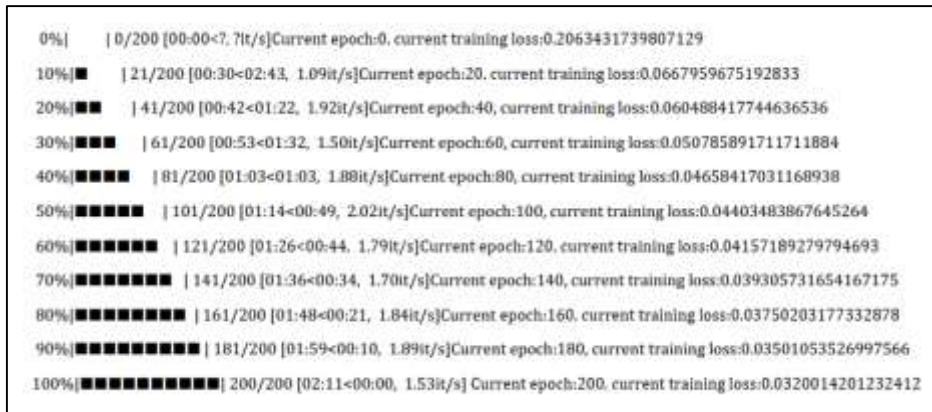 0%| | 0/200 [00:00<?, ?it/s]Current epoch:0, current training loss:0.2063431739807129
10%|■ | 21/200 [00:30<02:43, 1.09it/s]Current epoch:20, current training loss:0.0667959675192833
20%|■■ | 41/200 [00:42<01:22, 1.92it/s]Current epoch:40, current training loss:0.060488417744636536
30%|■■■ | 61/200 [00:53<01:32, 1.50it/s]Current epoch:60, current training loss:0.050785891711711884
40%|■■■■ | 81/200 [01:03<01:03, 1.88it/s]Current epoch:80, current training loss:0.04658417031168938
50%|■■■■■ | 101/200 [01:14<00:49, 2.02it/s]Current epoch:100, current training loss:0.04403483867645264
60%|■■■■■■ | 121/200 [01:26<00:44, 1.79it/s]Current epoch:120, current training loss:0.04157189279794693
70%|■■■■■■■ | 141/200 [01:36<00:34, 1.70it/s]Current epoch:140, current training loss:0.039305731654167175
80%|■■■■■■■■ | 161/200 [01:48<00:21, 1.84it/s]Current epoch:160, current training loss:0.03750203177332878
90%|■■■■■■■■■ | 181/200 [01:59<00:10, 1.89it/s]Current epoch:180, current training loss:0.03501053526997566
100%|■■■■■■■■■■| 200/200 [02:11<00:00, 1.53it/s] Current epoch:200, current training loss:0.0320014201232412